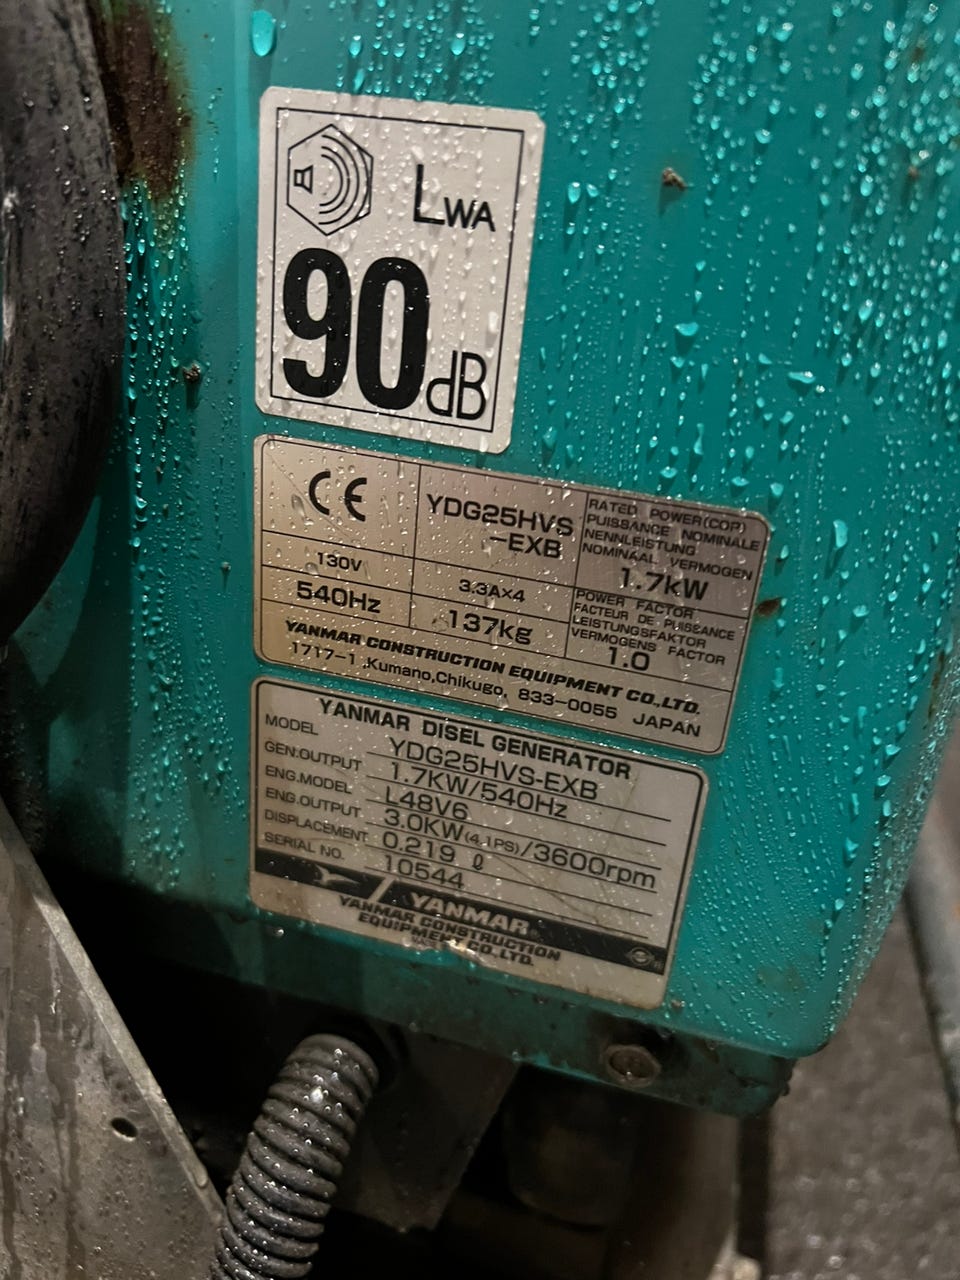 LWA
90dB
CE
YDG25HVS
-EXB
RATED POWER(COP)
PUISSANCE NOMINALE
NENNLEISTUNG
NOMINAAL VERMOGEN
1.7kW
130V
3.3A×4
540Hz
137kg
POWER FACTOR
FACTEUR DE PUISSANCE
LEISTUNGSFAKTOR
VERMOGENS FACTOR
1.0
YANMAR CONSTRUCTION EQUIPMENT CO.,LTD.
1717-1 ,Kumano,Chikugo, 833-0055 JAPAN
YANMAR DISEL GENERATOR
MODEL YDG25HVS-EXB
GEN:OUTPUT 1.7KW/540Hz
ENG.MODEL L48V6
ENG.OUTPUT 3.0KW(4.1PS)/3600rpm
DISPLACEMENT 0.219 ℓ
SERIAL NO. 10544
YANMAR
YANMAR CONSTRUCTION
EQUIPMENT CO.,LTD.